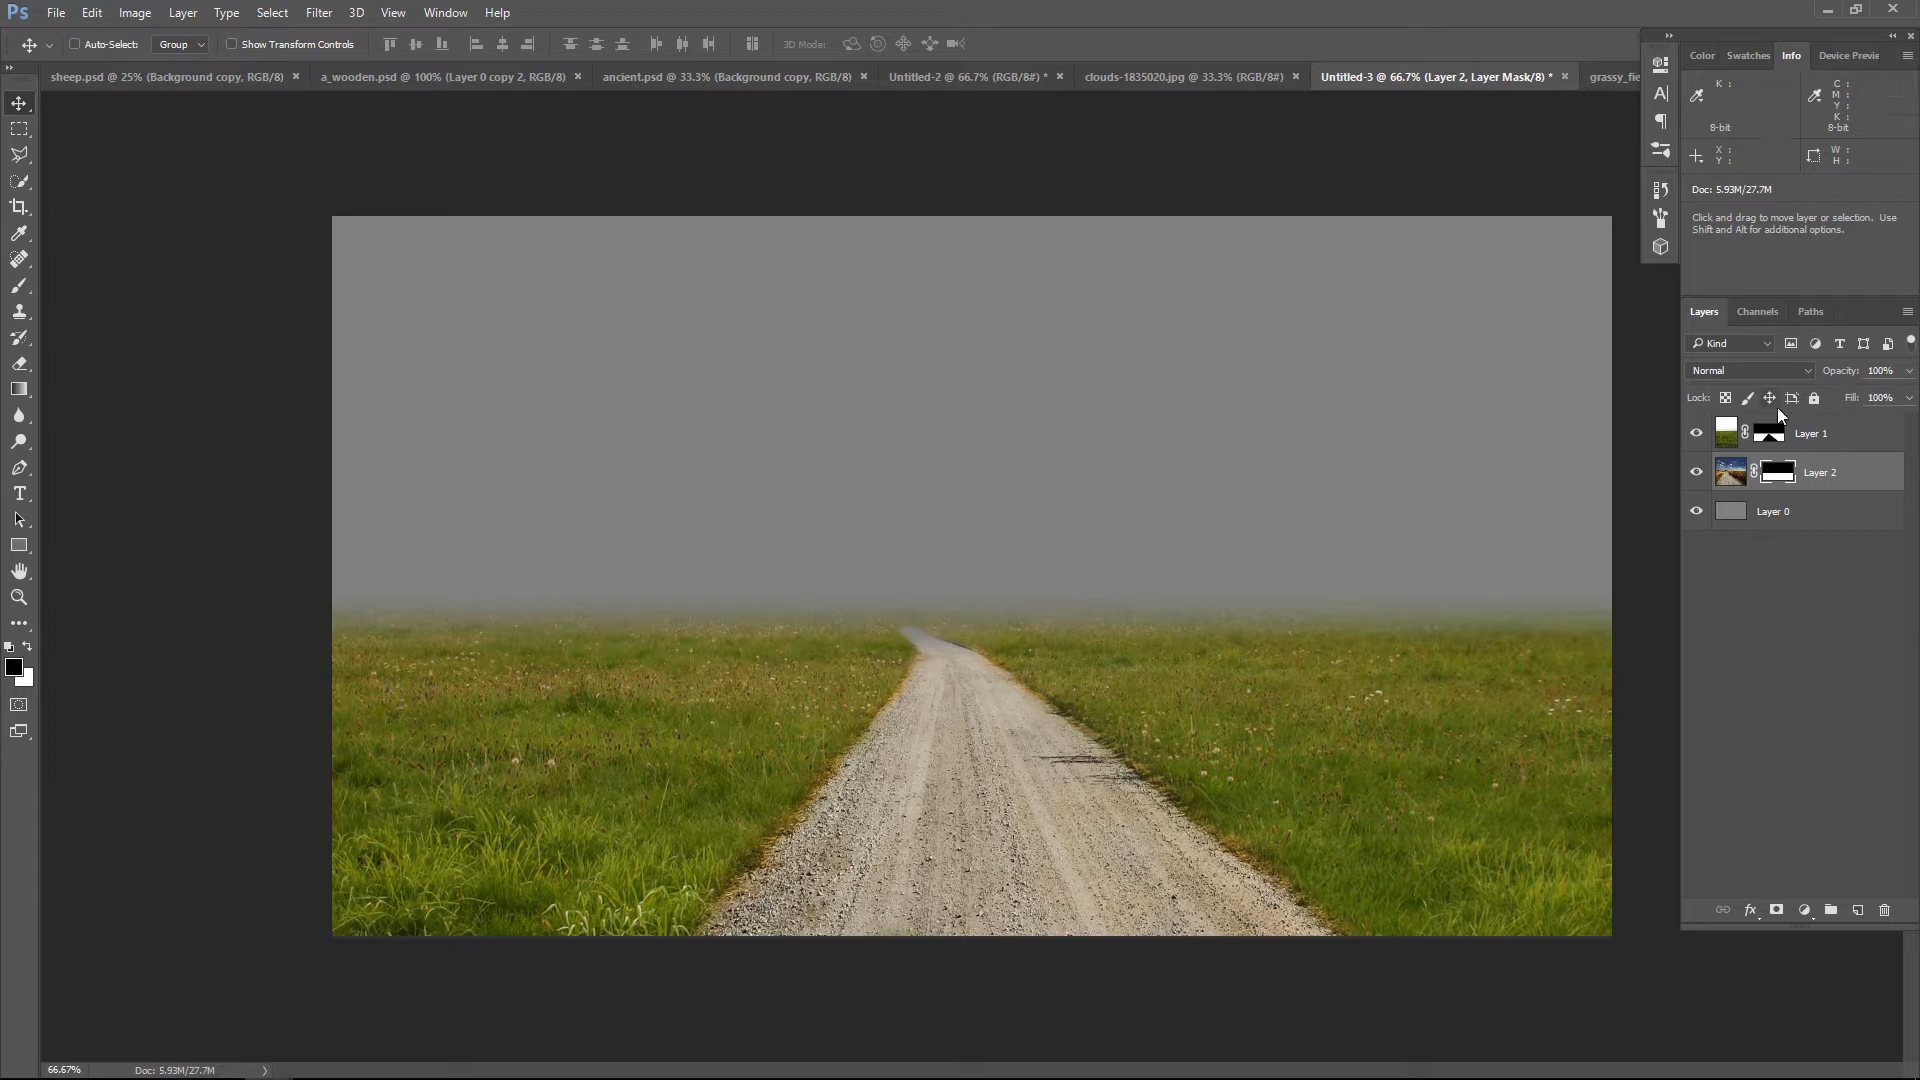 Ps File Edit Image Layer Type Select Filter 3D View Window Help
Auto-Select: Group Show Transform Controls 3D Mode:
sheep.psd @ 25% (Background copy, RGB/8) × a_wooden.psd @ 100% (Layer 0 copy 2, RGB/8) × ancient.psd @ 33.3% (Background copy, RGB/8) × Untitled-2 @ 66.7% (RGB/8#) * × clouds-1835020.jpg @ 33.3% (RGB/8#) × Untitled-3 @ 66.7% (Layer 2, Layer Mask/8) * × grassy_fie
Color Swatches Info Device Previe
K :
C :
M :
Y :
K :
8-bit 8-bit
X :
Y :
W :
H :
Doc: 5.93M/27.7M
Click and drag to move layer or selection. Use
Shift and Alt for additional options.
Layers Channels Paths
Kind
Normal Opacity: 100%
Lock: Fill: 100%
Layer 1
Layer 2
Layer 0
fx
66.67% Doc: 5.93M/27.7M